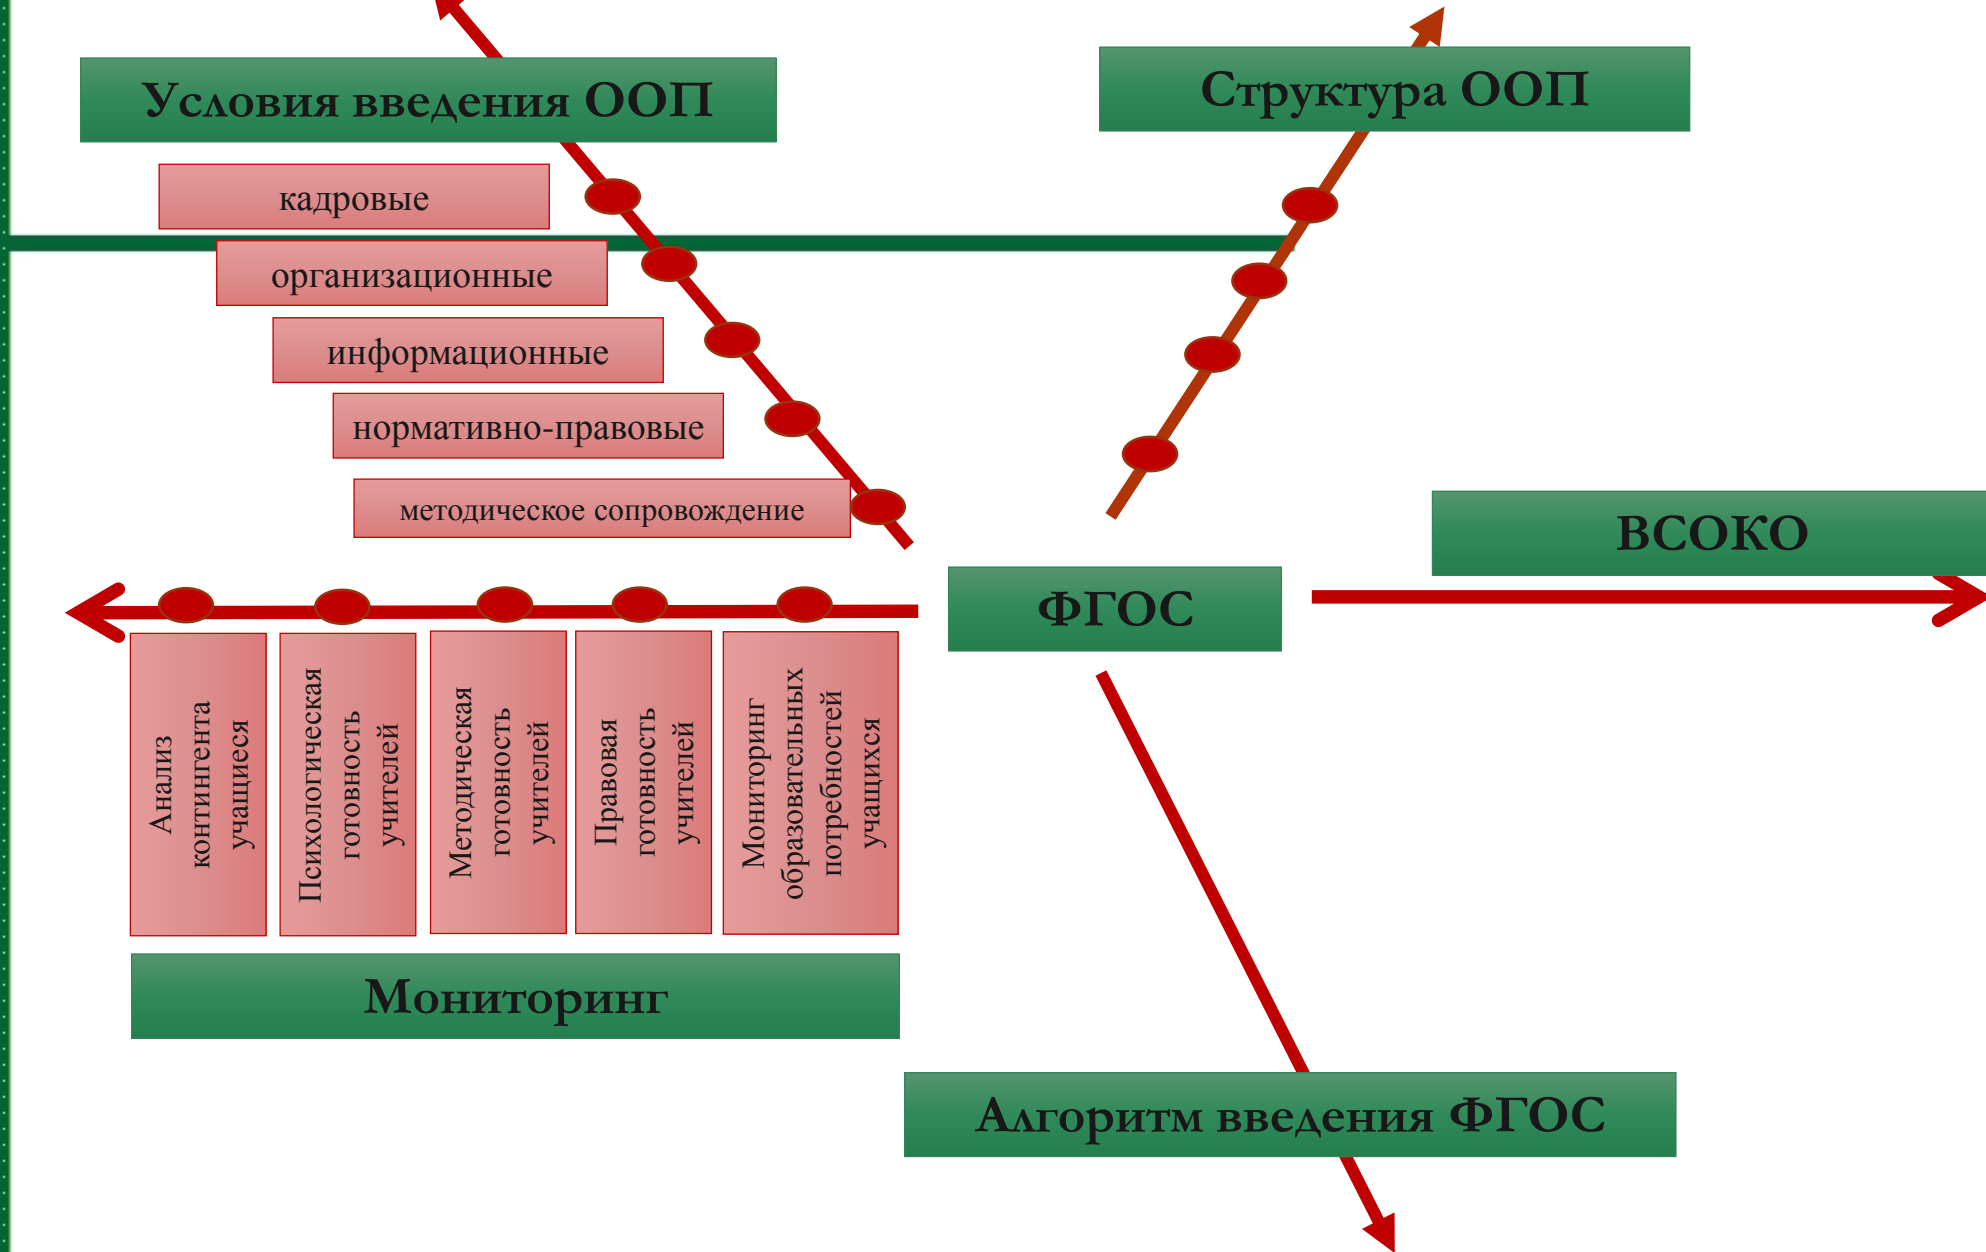 Условия введения ООП
Структура ООП
кадровые
организационные
информационные
нормативно-правовые
методическое сопровождение
ВСОКО
ФГОС
Анализ
контингента
учащиеся
Психологическая
готовность
учителей
Методическая
готовность
учителей
Правовая
готовность
учителей
Мониторинг
образовательных
потребностей
учащихся
Мониторинг
Алгоритм введения ФГОС